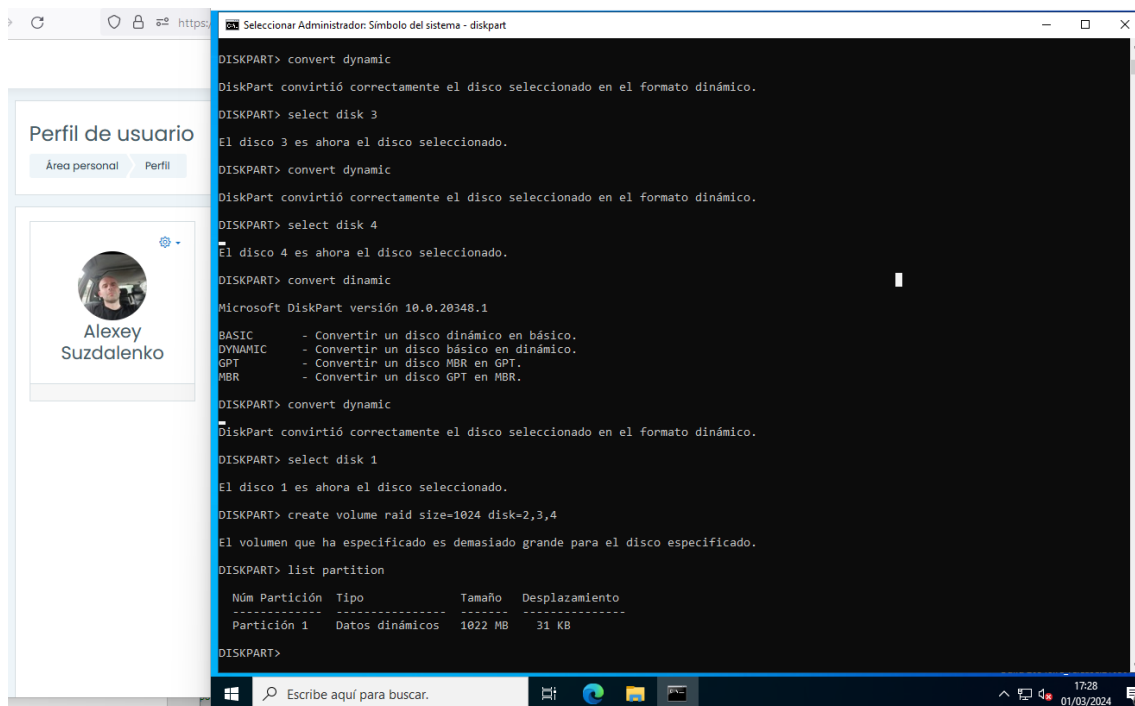 https:/
Seleccionar Administrador: Símbolo del sistema - diskpart
Perfil de usuario
Área personal
Perfil
Alexey
Suzdalenko
DISKPART> convert dynamic
DiskPart convirtió correctamente el disco seleccionado en el formato dinámico.
DISKPART> select disk 3
El disco 3 es ahora el disco seleccionado.
DISKPART> convert dynamic
DiskPart convirtió correctamente el disco seleccionado en el formato dinámico.
DISKPART> select disk 4
El disco 4 es ahora el disco seleccionado.
DISKPART> convert dinamic
Microsoft DiskPart versión 10.0.20348.1
BASIC - Convertir un disco dinámico en básico.
DYNAMIC - Convertir un disco básico en dinámico.
GPT - Convertir un disco MBR en GPT.
MBR - Convertir un disco GPT en MBR.
DISKPART> convert dynamic
DiskPart convirtió correctamente el disco seleccionado en el formato dinámico.
DISKPART> select disk 1
El disco 1 es ahora el disco seleccionado.
DISKPART> create volume raid size=1024 disk=2,3,4
El volumen que ha especificado es demasiado grande para el disco especificado.
DISKPART> list partition
Núm Partición Tipo Tamaño Desplazamiento
------------- ---------------- ------- ---------------
Partición 1 Datos dinámicos 1022 MB 31 KB
DISKPART>
Escribe aquí para buscar.
17:28
01/03/2024